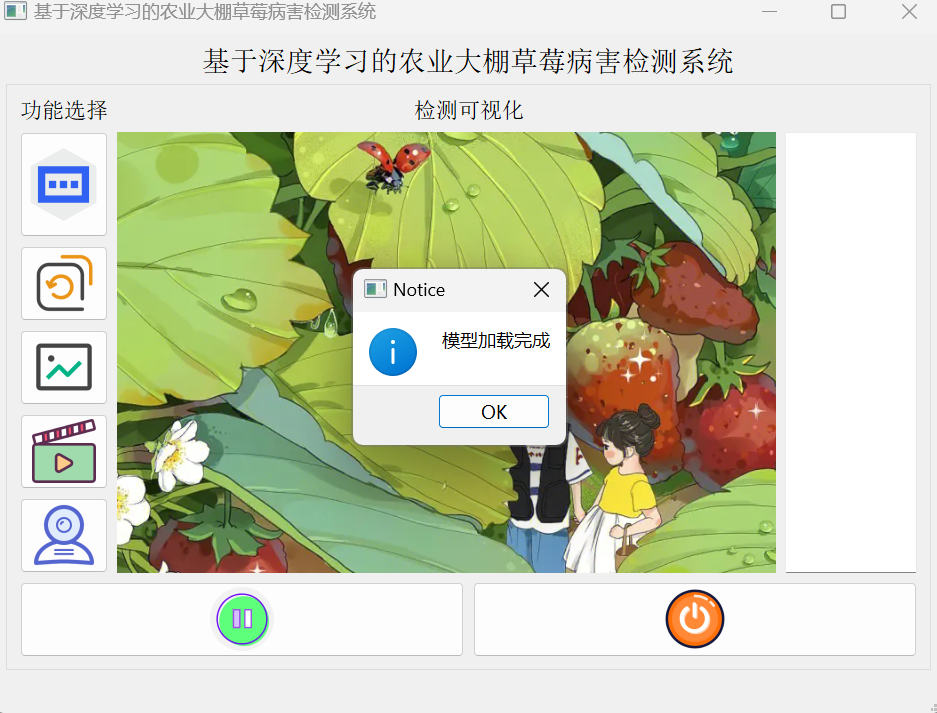 基于深度学习的农业大棚草莓病害检测系统
基于深度学习的农业大棚草莓病害检测系统
功能选择
检测可视化
Notice
模型加载完成
OK